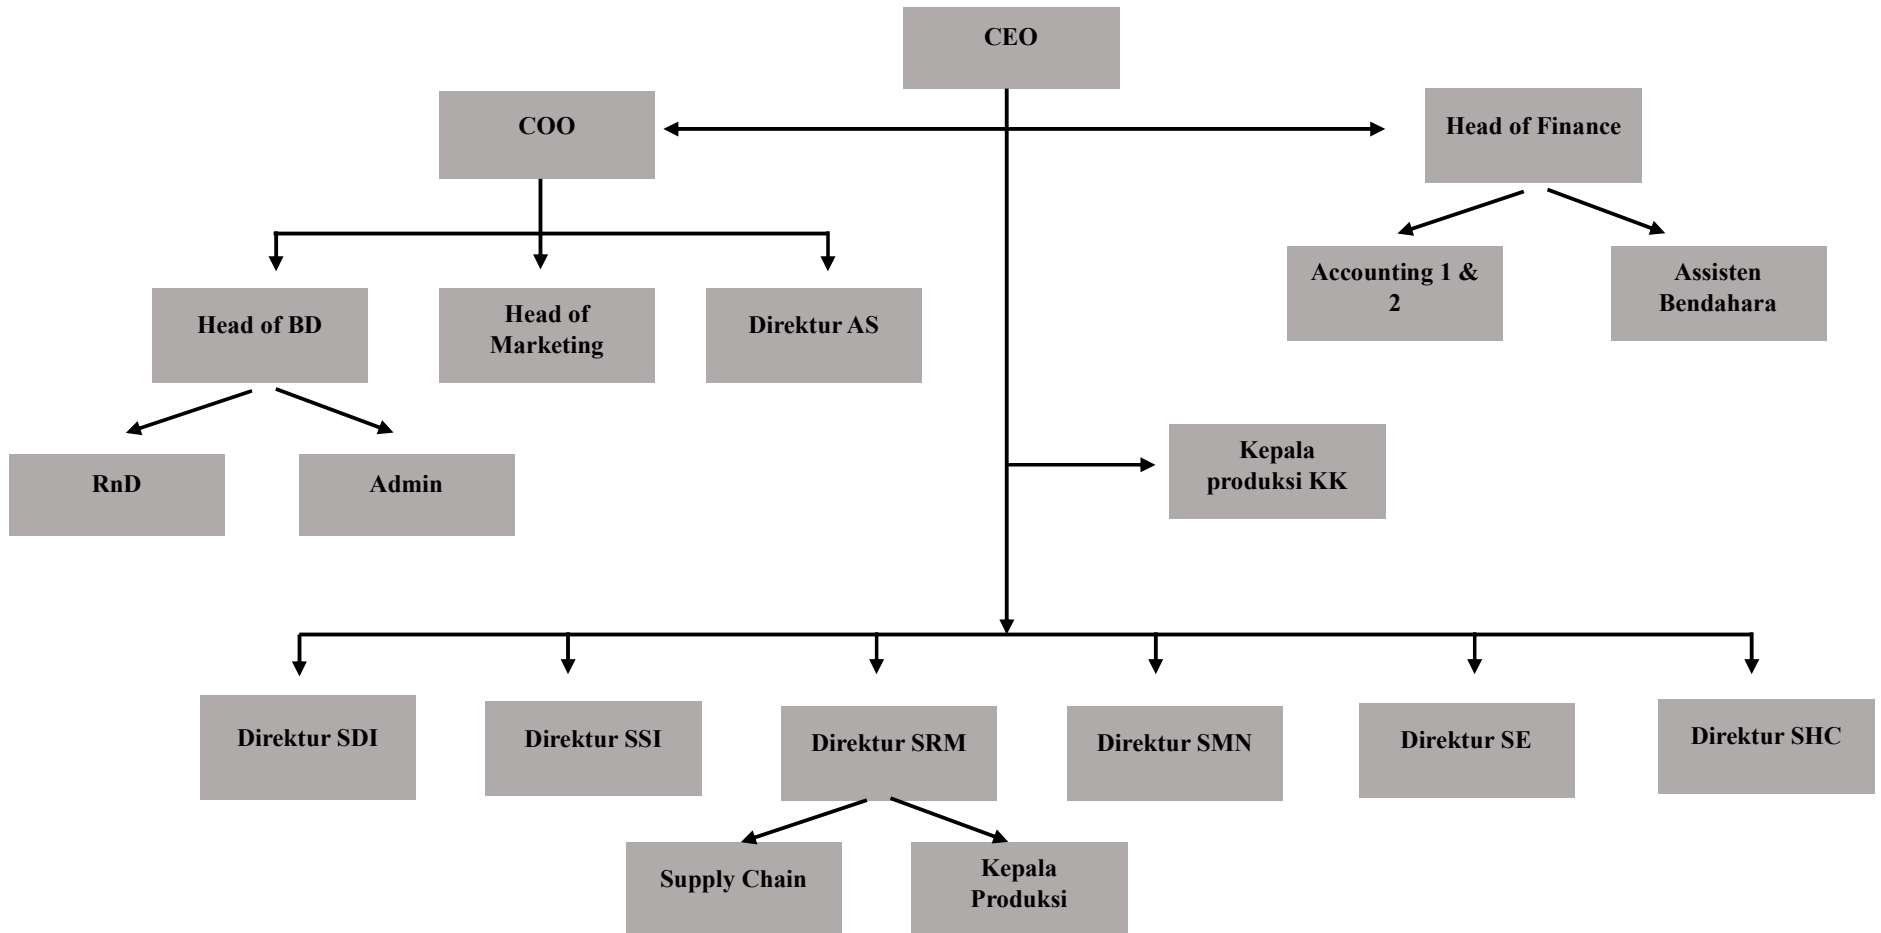 CEO
COO
Head of Finance
Accounting 1 &
2
Assisten
Bendahara
Head of BD
Head of
Marketing
Direktur AS
RnD
Admin
Kepala
produksi KK
Direktur SDI
Direktur SSI
Direktur SRM
Direktur SMN
Direktur SE
Direktur SHC
Supply Chain
Kepala
Produksi